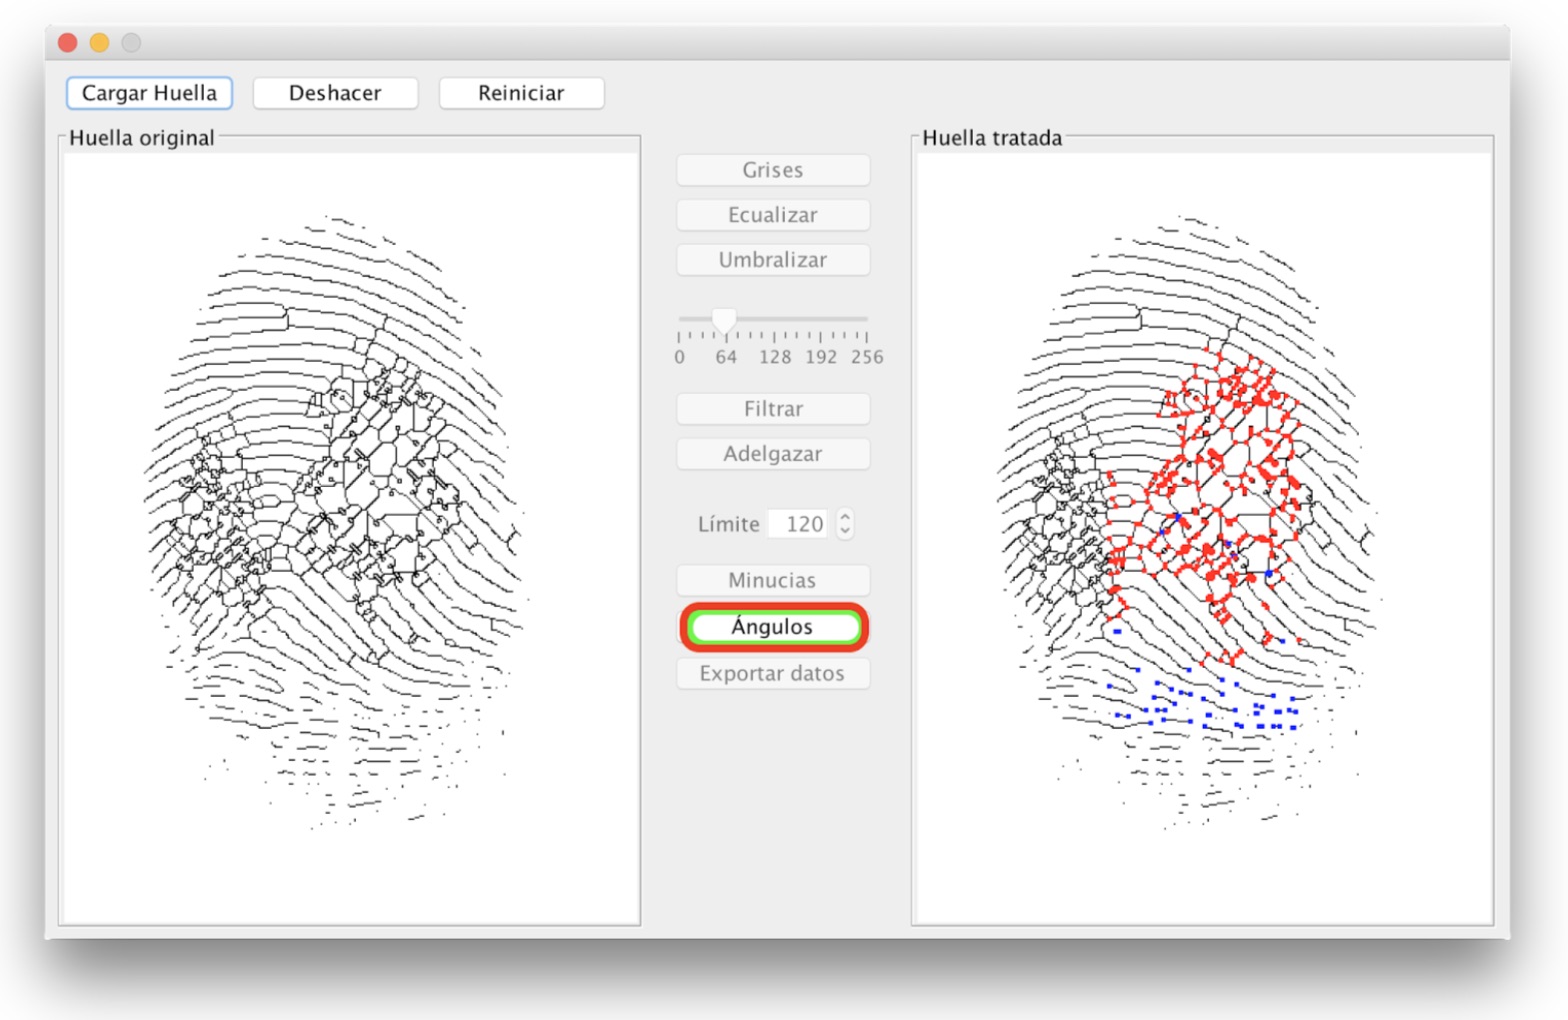 Cargar Huella Deshacer Reiniciar
Huella original
Grises
Ecualizar
Umbralizar
0 64 128 192 256
Filtrar
Adelgazar
Límite 120
Minucias
Ángulos
Exportar datos
Huella tratada